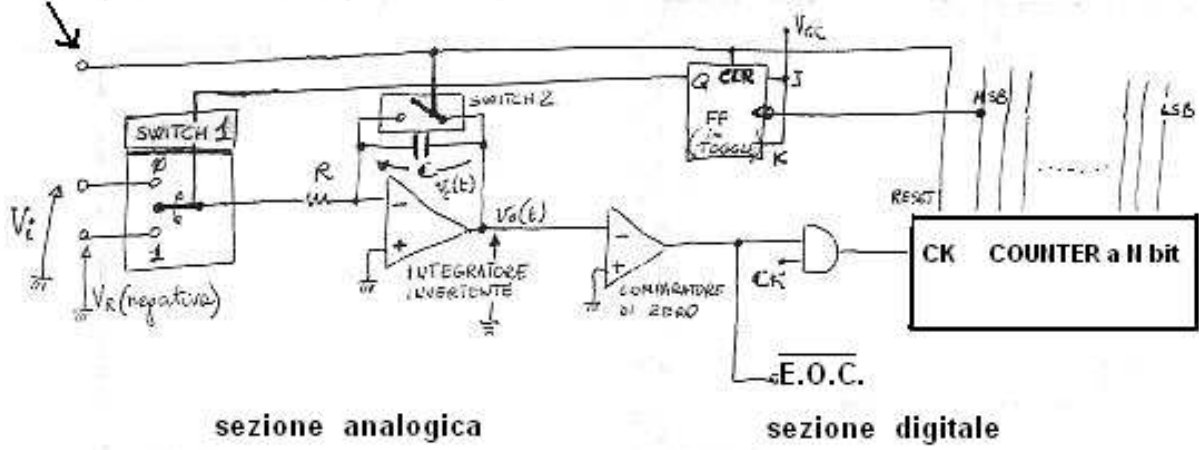 Vcc
Q CLR J
SWITCH 2
MSB
LSB
FF
(in TOGGLE)
K
SWITCH 1
0
R
C
Vi
Vo(t)
RESET
1
CK COUNTER a N bit
INTEGRATORE
INVERTENTE
CK
COMPARATORE
DI ZERO
VR (negativa)
E.O.C.
sezione analogica
sezione digitale